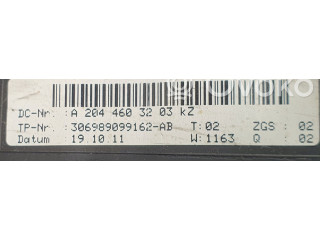 Ovoko
DC-Nr. A 204 460 32 03 kZ
TP-Nr. 306989099162-AB T:02 ZGS : 02
Datum 19.10.11 W:1163 Q : 02